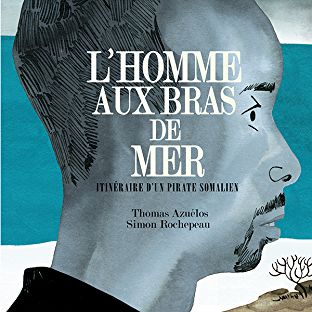 L'HOMME
AUX BRAS
DE
MER
ITINÉRAIRE D'UN PIRATE SOMALIEN
Thomas Azuélos
Simon Rochepeau